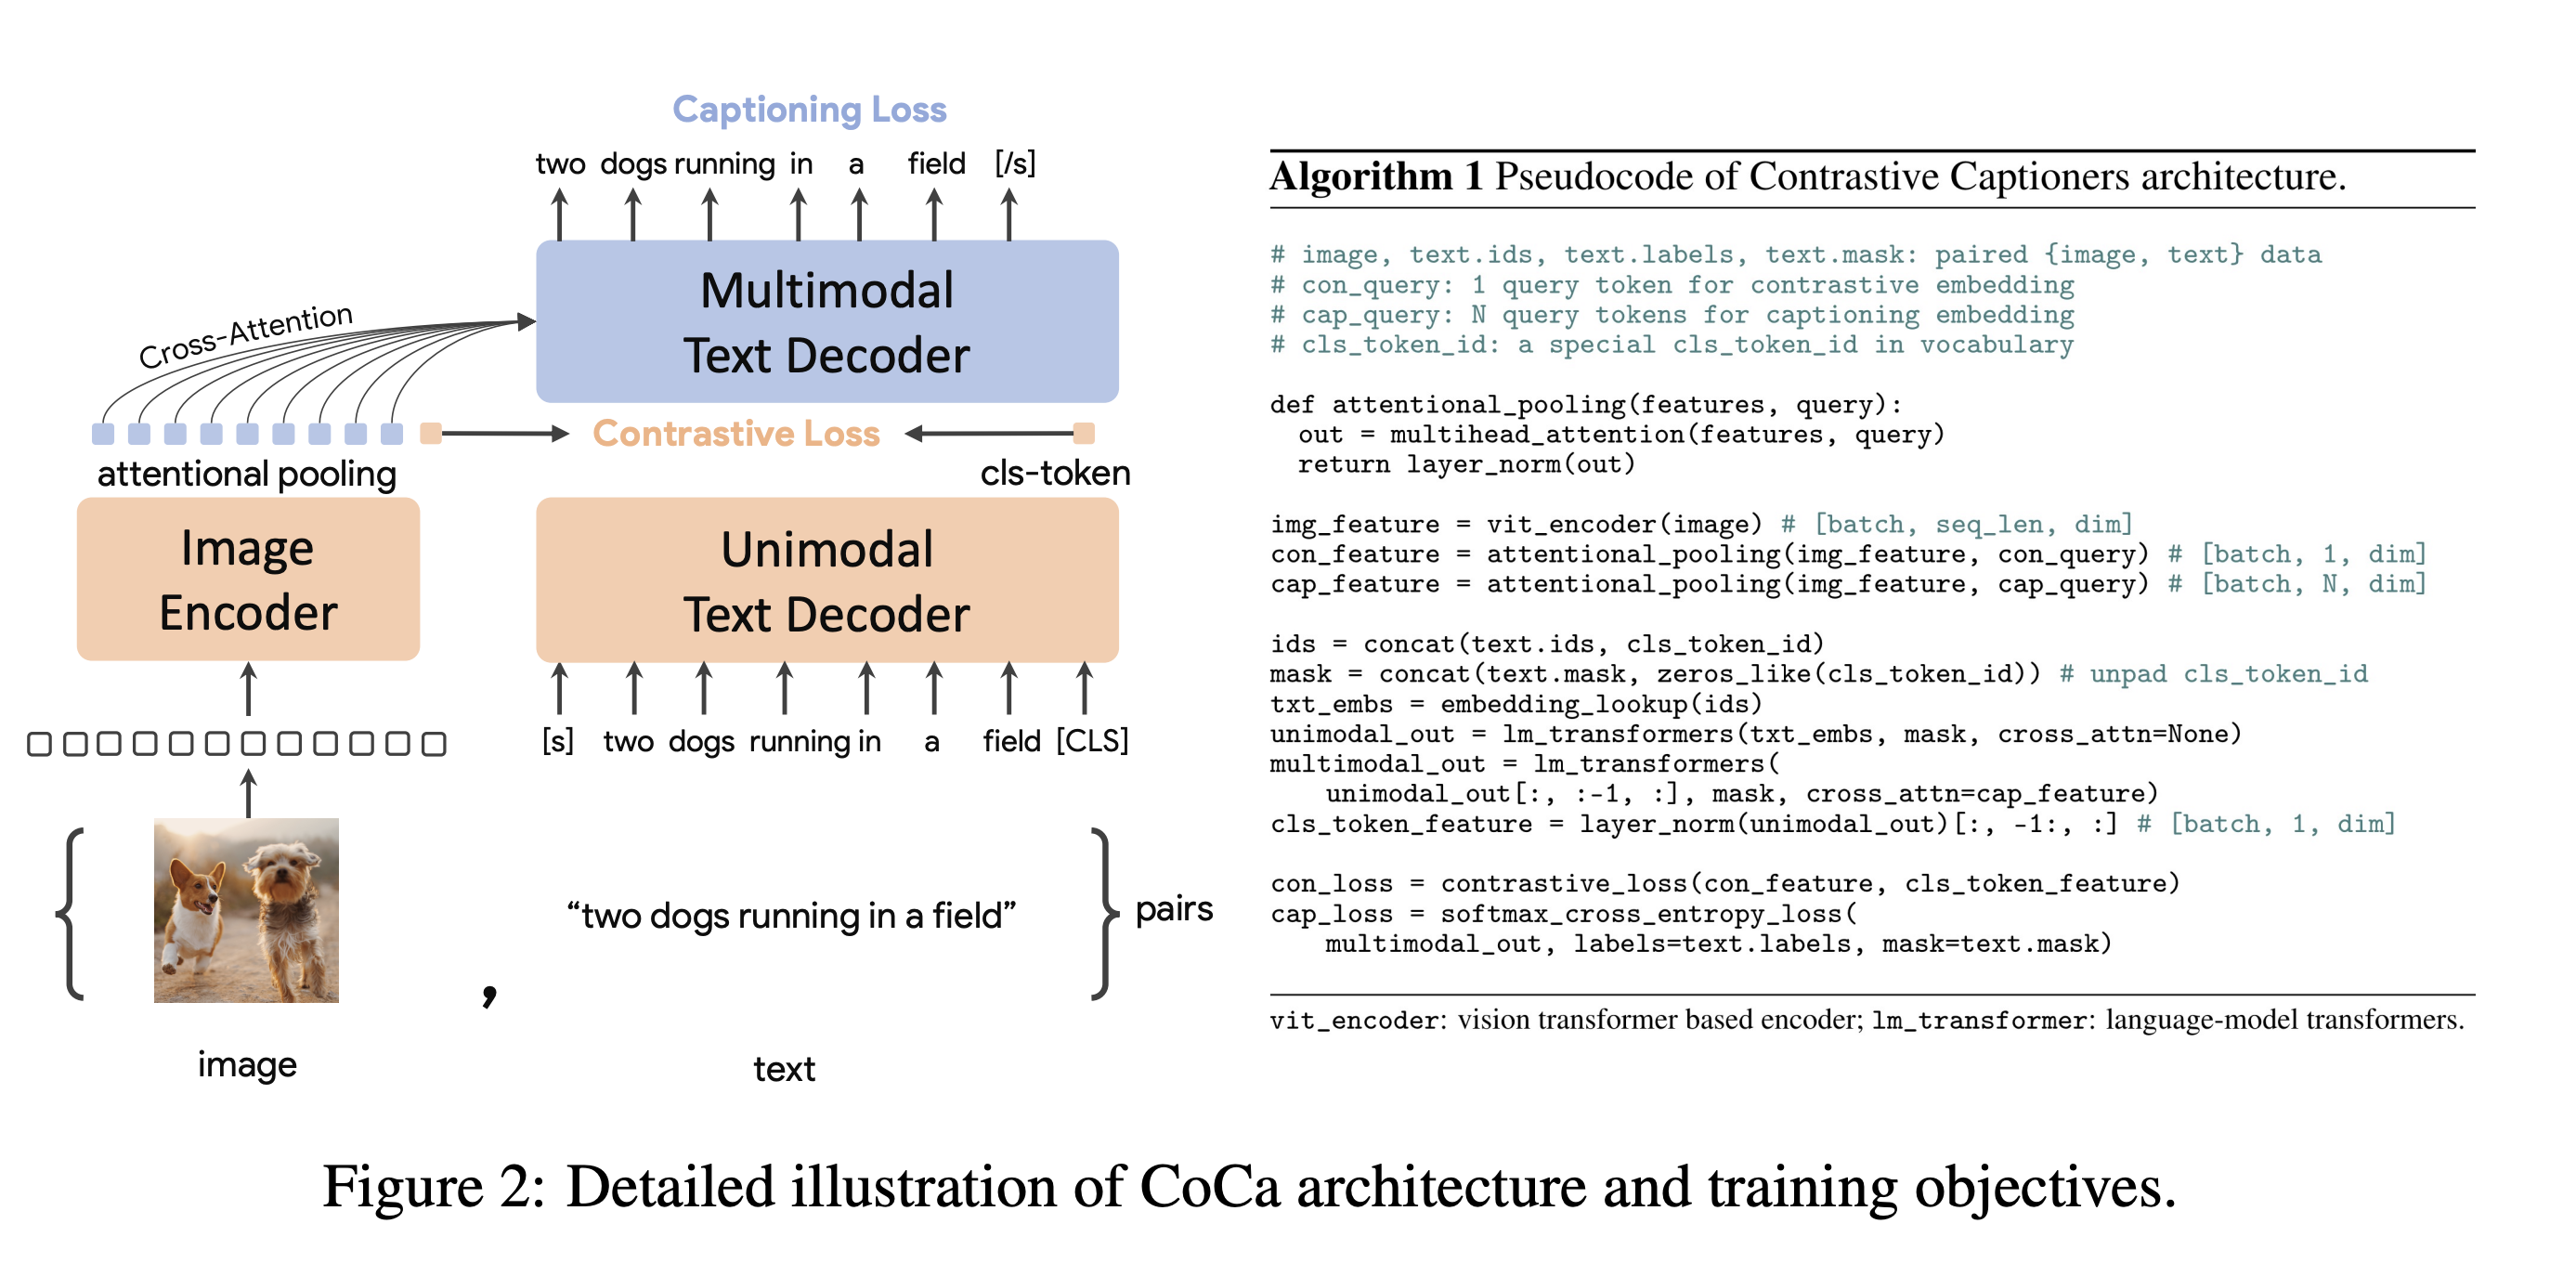 Captioning Loss
two dogs running in a field [/s]
Multimodal
Text Decoder
Cross-Attention
Contrastive Loss
attentional pooling
cls-token
Image
Encoder
Unimodal
Text Decoder
[s] two dogs running in a field [CLS]
“two dogs running in a field”
,
pairs
image
text
Algorithm 1 Pseudocode of Contrastive Captioners architecture.
# image, text.ids, text.labels, text.mask: paired {image, text} data
# con_query: 1 query token for contrastive embedding
# cap_query: N query tokens for captioning embedding
# cls_token_id: a special cls_token_id in vocabulary
def attentional_pooling(features, query):
out = multihead_attention(features, query)
return layer_norm(out)
img_feature = vit_encoder(image) # [batch, seq_len, dim]
con_feature = attentional_pooling(img_feature, con_query) # [batch, 1, dim]
cap_feature = attentional_pooling(img_feature, cap_query) # [batch, N, dim]
ids = concat(text.ids, cls_token_id)
mask = concat(text.mask, zeros_like(cls_token_id)) # unpad cls_token_id
txt_embs = embedding_lookup(ids)
unimodal_out = lm_transformers(txt_embs, mask, cross_attn=None)
multimodal_out = lm_transformers(
unimodal_out[:, :-1, :], mask, cross_attn=cap_feature)
cls_token_feature = layer_norm(unimodal_out)[:, -1:, :] # [batch, 1, dim]
con_loss = contrastive_loss(con_feature, cls_token_feature)
cap_loss = softmax_cross_entropy_loss(
multimodal_out, labels=text.labels, mask=text.mask)
vit_encoder: vision transformer based encoder; lm_transformer: language-model transformers.
Figure 2: Detailed illustration of CoCa architecture and training objectives.